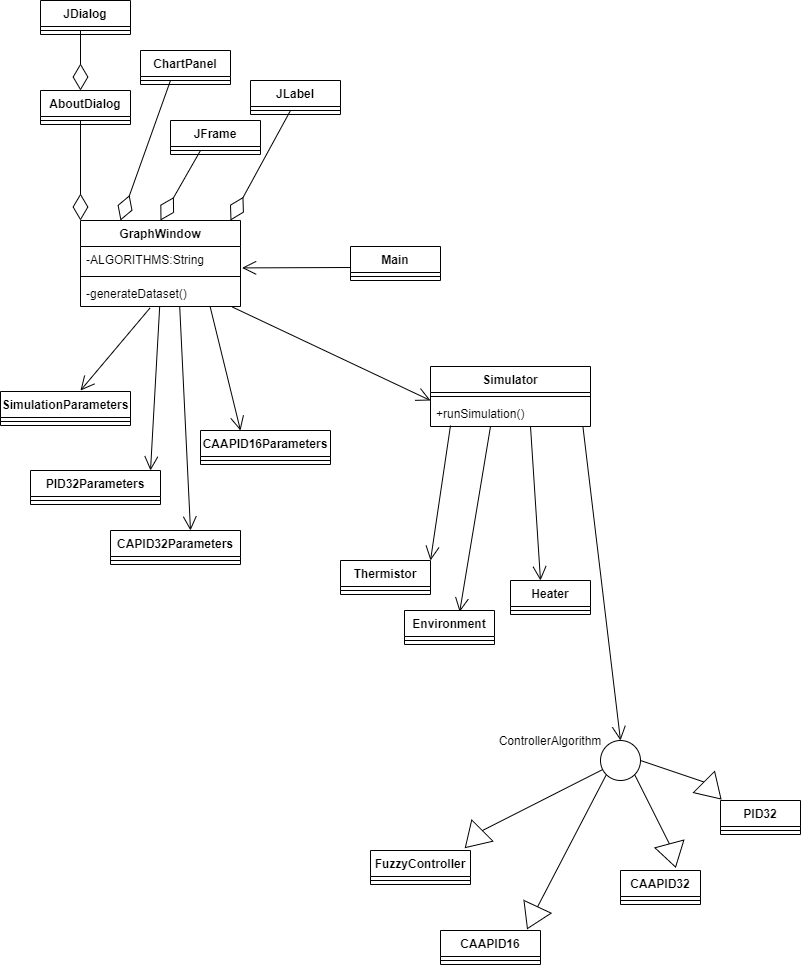 JDialog
ChartPanel
JLabel
AboutDialog
JFrame
GraphWindow
-ALGORITHMS:String
-generateDataset()
Main
Simulator
+runSimulation()
SimulationParameters
CAAPID16Parameters
PID32Parameters
CAPID32Parameters
Thermistor
Heater
Environment
ControllerAlgorithm
PID32
FuzzyController
CAAPID32
CAAPID16